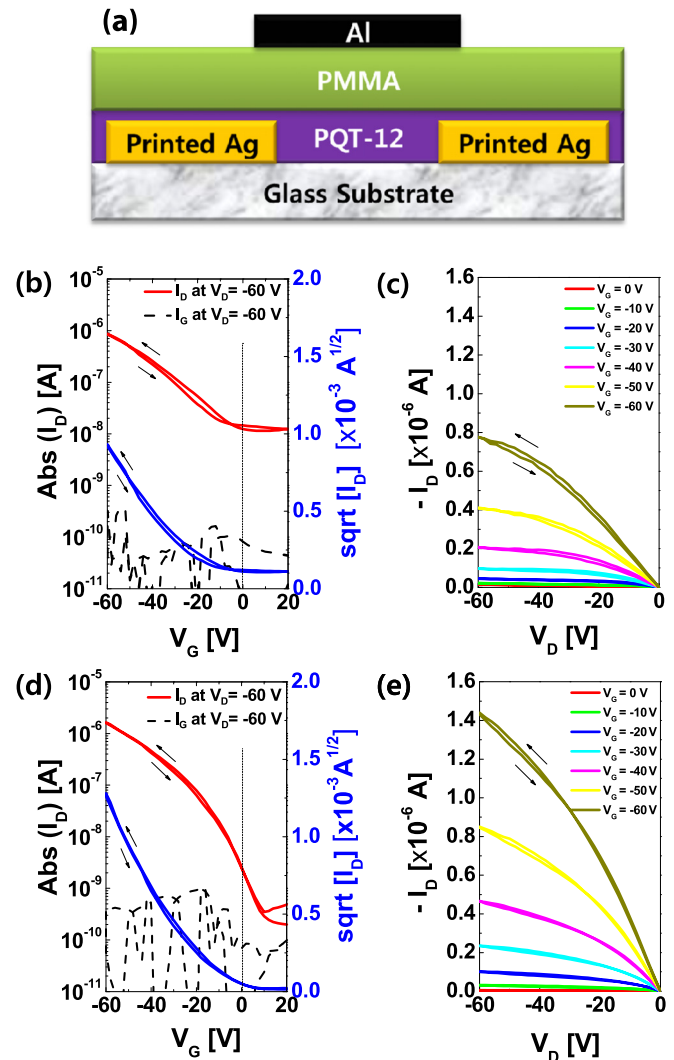 (a)
Al
PMMA
Printed Ag PQT-12 Printed Ag
Glass Substrate
(b)
I_D at V_D= -60 V
I_G at V_D= -60 V
Abs (I_D) [A]
10^-5
10^-6
10^-7
10^-8
10^-9
10^-10
10^-11
sqrt [I_D] [x10^-3 A^1/2]
2.0
1.5
1.0
0.5
0.0
-60 -40 -20 0 20
V_G [V]
(c)
V_G = 0 V
V_G = -10 V
V_G = -20 V
V_G = -30 V
V_G = -40 V
V_G = -50 V
V_G = -60 V
- I_D [x10^-6 A]
1.6
1.4
1.2
1.0
0.8
0.6
0.4
0.2
0.0
-60 -40 -20 0
V_D [V]
(d)
I_D at V_D= -60 V
I_G at V_D= -60 V
Abs (I_D) [A]
10^-5
10^-6
10^-7
10^-8
10^-9
10^-10
10^-11
sqrt [I_D] [x10^-3 A^1/2]
2.0
1.5
1.0
0.5
0.0
-60 -40 -20 0 20
V_G [V]
(e)
V_G = 0 V
V_G = -10 V
V_G = -20 V
V_G = -30 V
V_G = -40 V
V_G = -50 V
V_G = -60 V
- I_D [x10^-6 A]
1.6
1.4
1.2
1.0
0.8
0.6
0.4
0.2
0.0
-60 -40 -20 0
V_D [V]